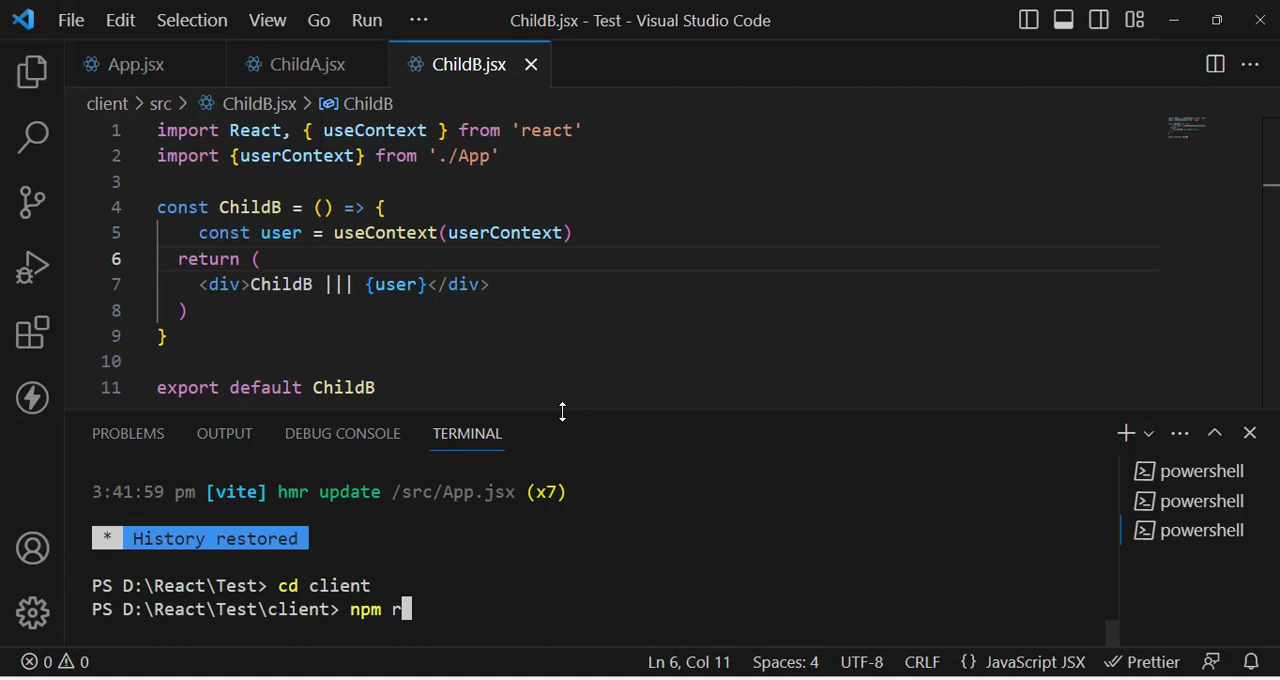 File Edit Selection View Go Run ··· ChildB.jsx - Test - Visual Studio Code
App.jsx ChildA.jsx ChildB.jsx
client > src > ChildB.jsx > ChildB
1 import React, { useContext } from 'react'
2 import {userContext} from './App'
3
4 const ChildB = () => {
5 const user = useContext(userContext)
6 return (
7 <div>ChildB ||| {user}</div>
8 )
9 }
10
11 export default ChildB
PROBLEMS OUTPUT DEBUG CONSOLE TERMINAL
powershell
3:41:59 pm [vite] hmr update /src/App.jsx (x7)
powershell
powershell
* History restored
PS D:\React\Test> cd client
PS D:\React\Test\client> npm r
0 0 Ln 6, Col 11 Spaces: 4 UTF-8 CRLF {} JavaScript JSX Prettier